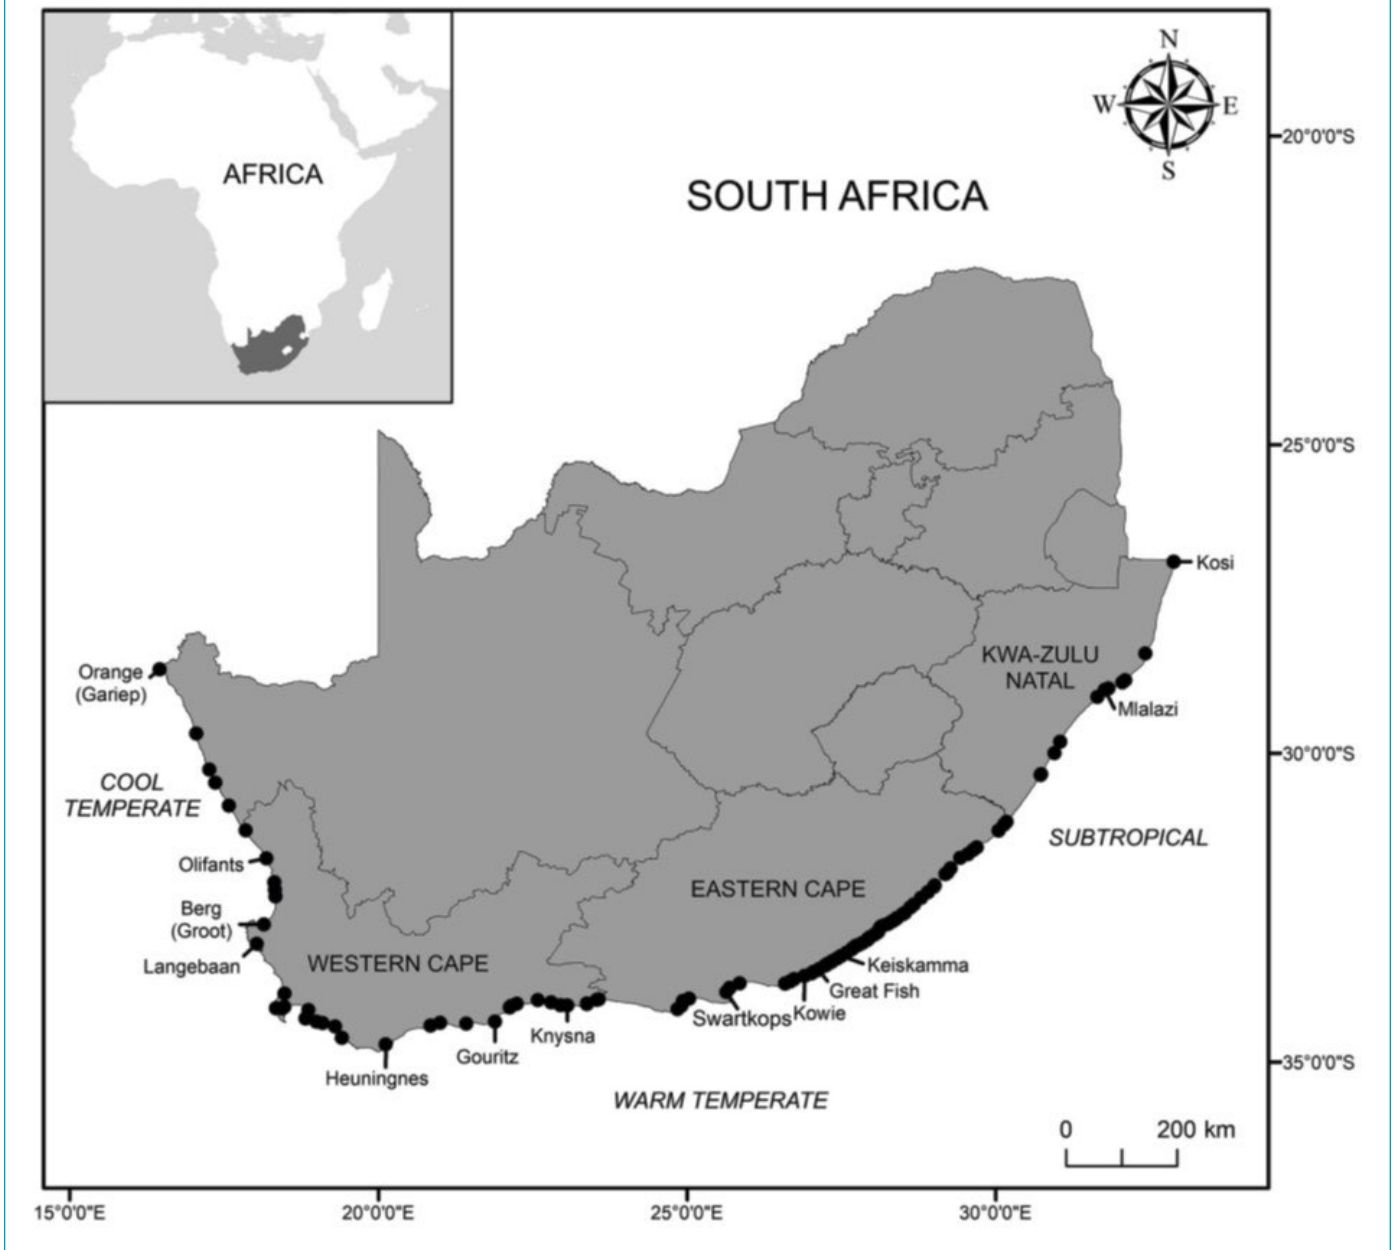 AFRICA
N
W
E
S
SOUTH AFRICA
20°0'0"S
25°0'0"S
Kosi
Orange
(Gariep)
KWA-ZULU
NATAL
Mlalazi
30°0'0"S
COOL
TEMPERATE
SUBTROPICAL
Olifants
EASTERN CAPE
Berg
(Groot)
Langebaan
WESTERN CAPE
Keiskamma
Great Fish
Kowie
Swartkops
Knysna
Gouritz
Heuningnes
35°0'0"S
WARM TEMPERATE
0 200 km
15°0'0"E 20°0'0"E 25°0'0"E 30°0'0"E